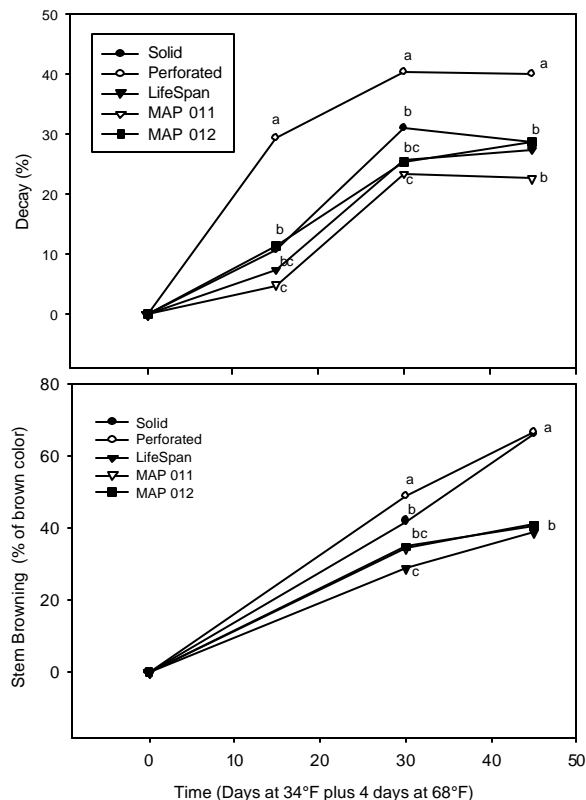 50
40
30
20
10
0
Decay (%)
Solid
Perforated
LifeSpan
MAP 011
MAP 012
a
a
a
b
b
b
bc
bc
c
b
c
80
60
40
20
0
Stem Browning (% of brown color)
Solid
Perforated
LifeSpan
MAP 011
MAP 012
a
a
b
bc
b
c
0
10
20
30
40
50
Time (Days at 34°F plus 4 days at 68°F)